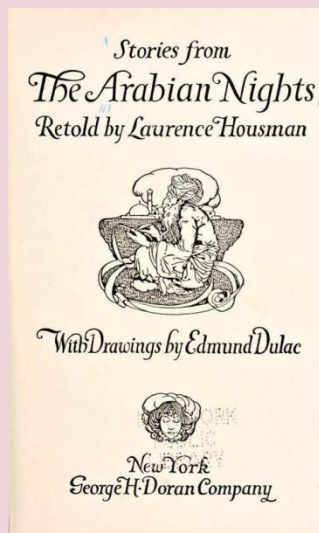 Stories from
The Arabian Nights
Retold by Laurence Housman
With Drawings by Edmund Dulac
New York
George H. Doran Company